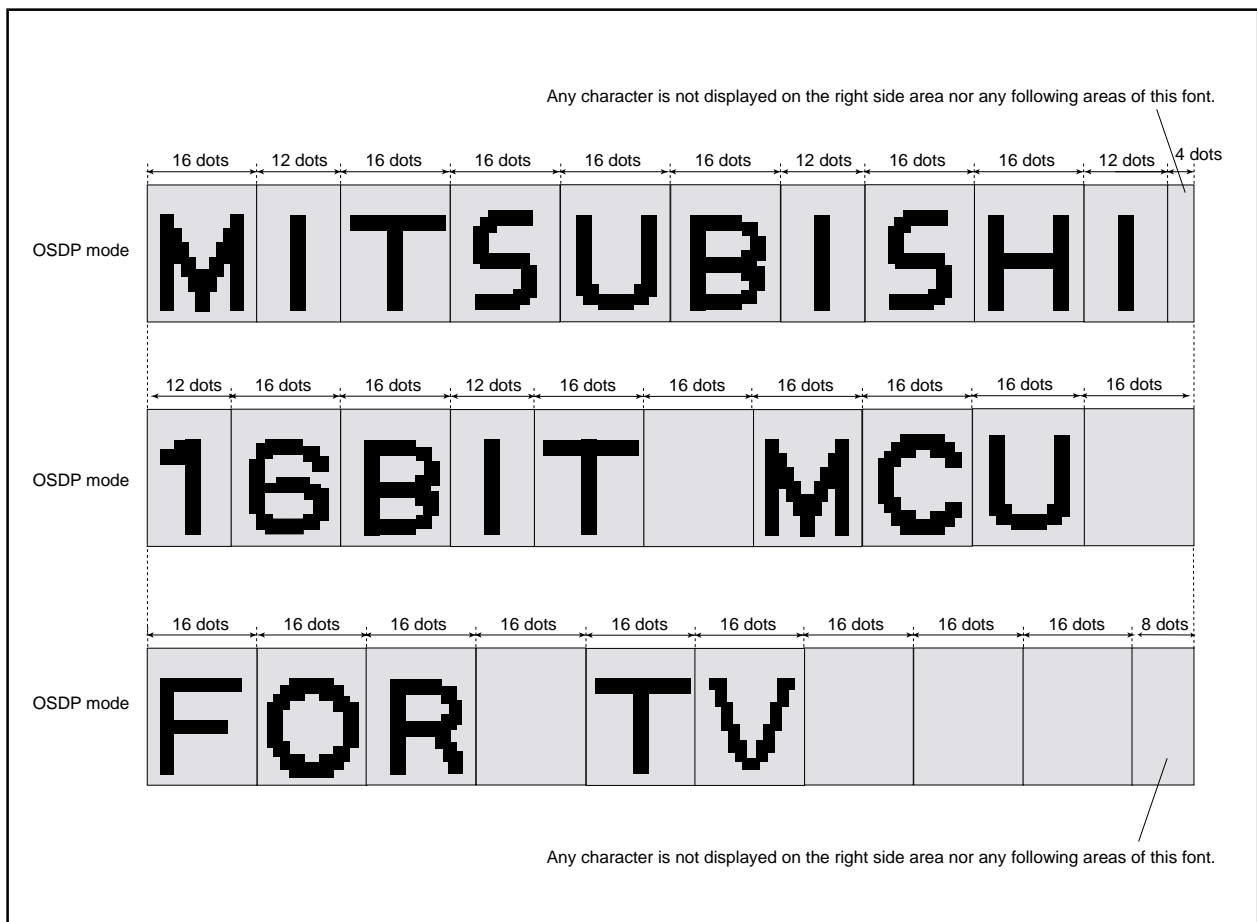 Any character is not displayed on the right side area nor any following areas of this font.
16 dots 12 dots 16 dots 16 dots 16 dots 16 dots 12 dots 16 dots 16 dots 12 dots 4 dots
OSDP mode MITSUBISHI
12 dots 16 dots 16 dots 12 dots 16 dots 16 dots 16 dots 16 dots 16 dots 16 dots
OSDP mode 16BIT MCU
16 dots 16 dots 16 dots 16 dots 16 dots 16 dots 16 dots 16 dots 16 dots 8 dots
OSDP mode FOR TV
Any character is not displayed on the right side area nor any following areas of this font.